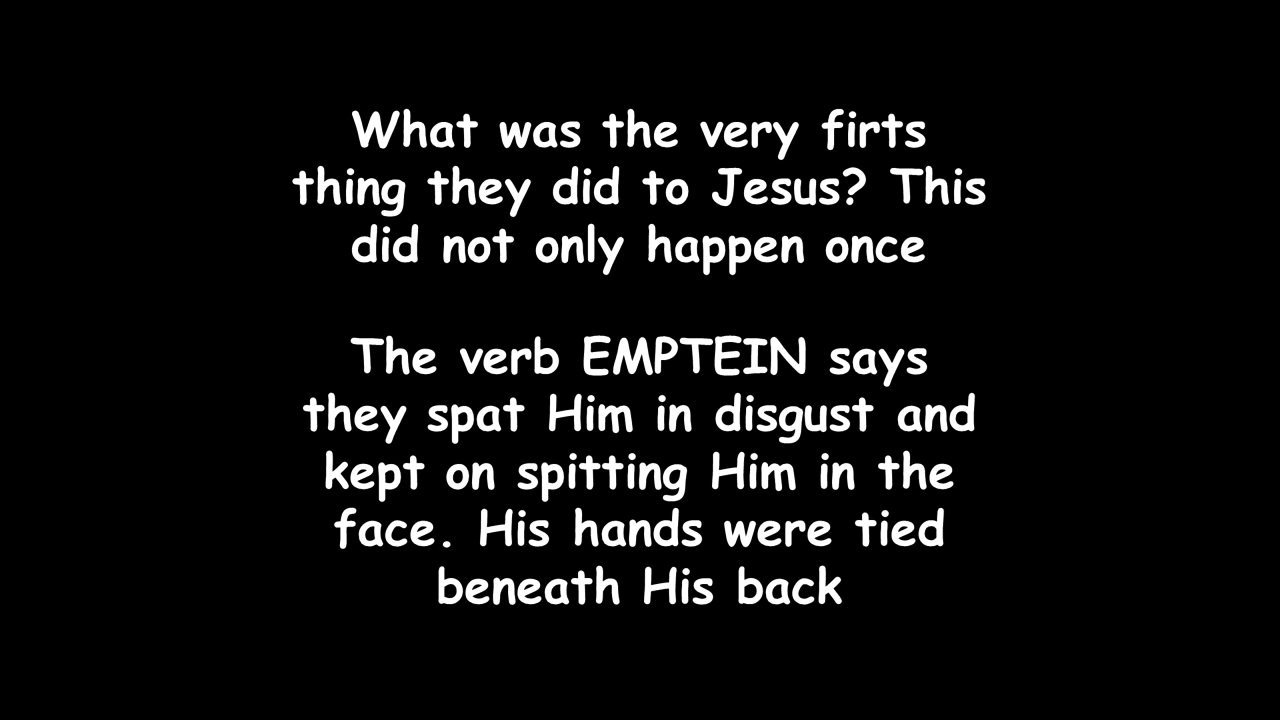 What was the very firts
thing they did to Jesus? This
did not only happen once
The verb EMPTEIN says
they spat Him in disgust and
kept on spitting Him in the
face. His hands were tied
beneath His back